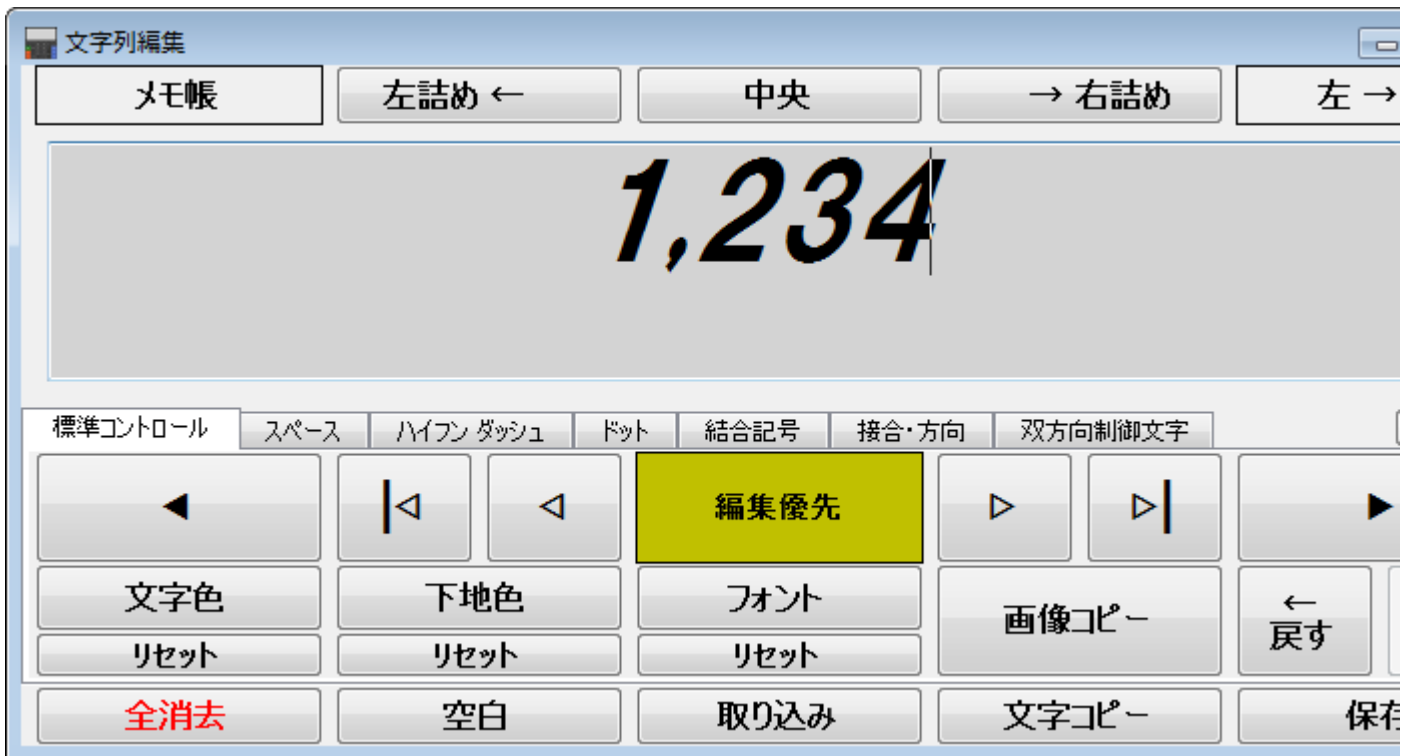 文字列編集
メモ帳 左詰め ← 中央 → 右詰め 左 →
1,234
標準コントロール スペース ハイフン ダッシュ ドット 結合記号 接合・方向 双方向制御文字
◀ |◁ ◁ 編集優先 ▷ ▷| ▶
文字色 下地色 フォント 画像コピー ← 戻す
リセット リセット リセット
全消去 空白 取り込み 文字コピー 保存